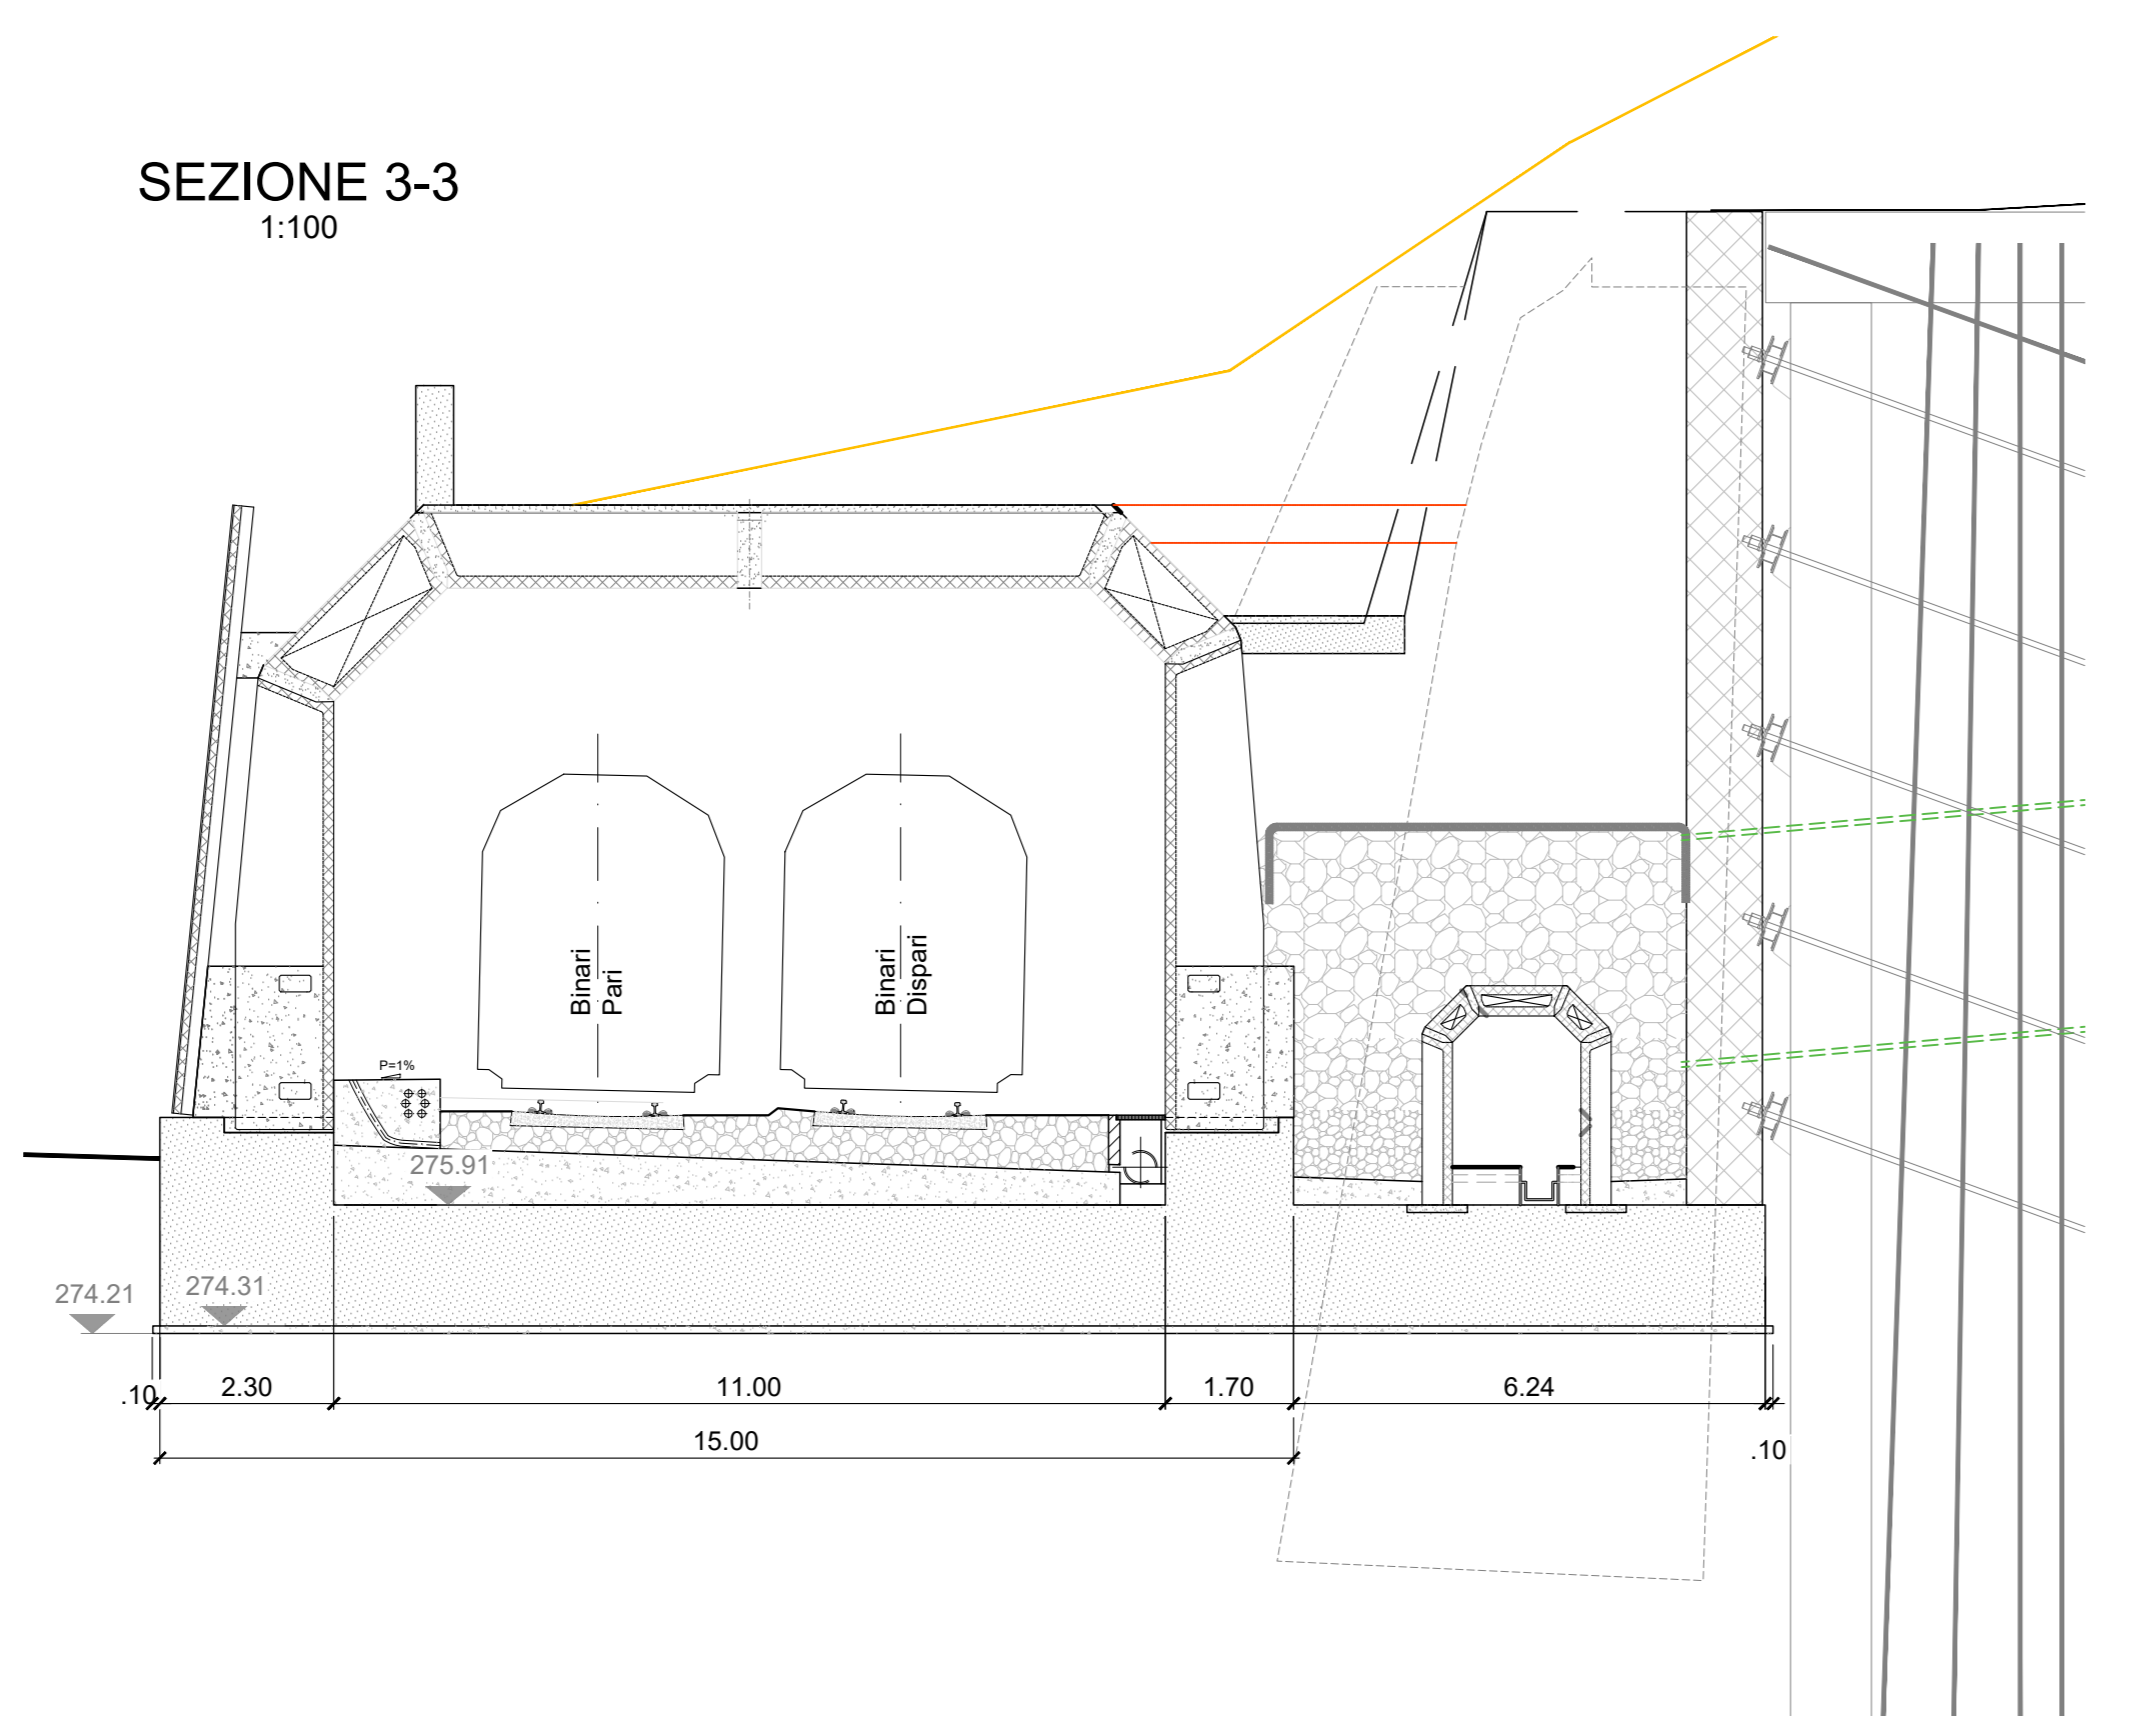 SEZIONE 3-3
1:100
Binari
Pari
Binari
Dispari
P=1%
275.91
274.21
274.31
.10
2.30
11.00
1.70
6.24
15.00
.10